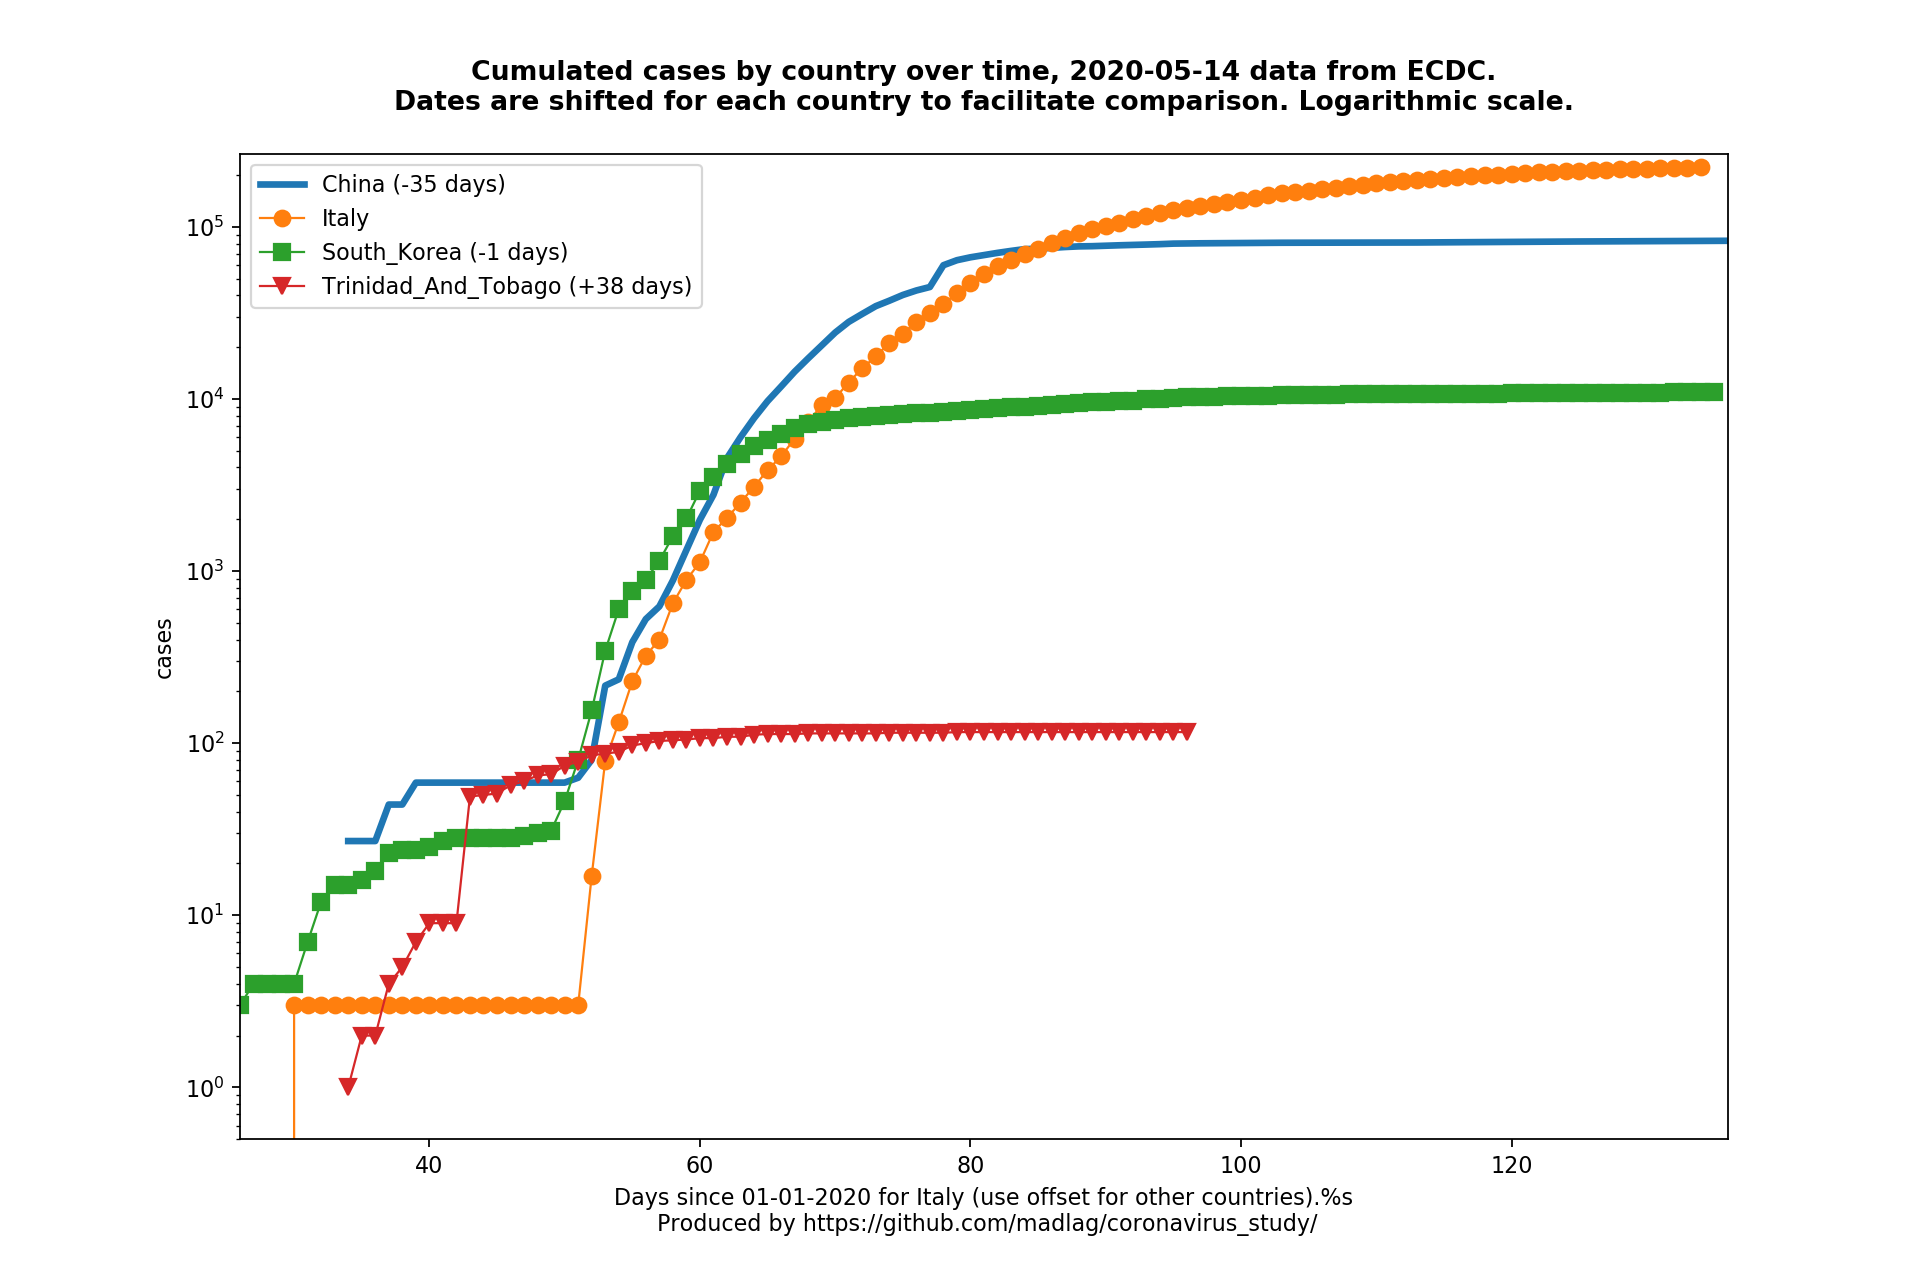 Cumulated cases by country over time, 2020-05-14 data from ECDC.
Dates are shifted for each country to facilitate comparison. Logarithmic scale.
China (-35 days)
Italy
South_Korea (-1 days)
Trinidad_And_Tobago (+38 days)
cases
10^5
10^4
10^3
10^2
10^1
10^0
40 60 80 100 120
Days since 01-01-2020 for Italy (use offset for other countries).%s
Produced by https://github.com/madlag/coronavirus_study/